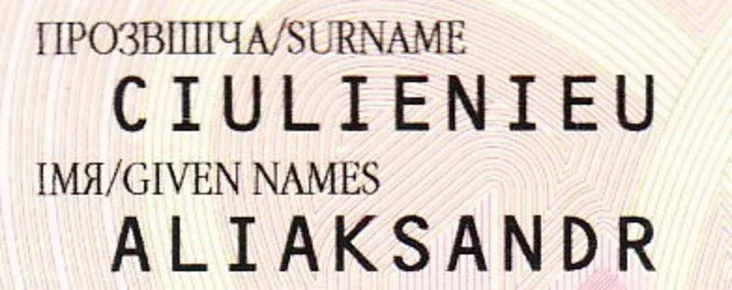 ПРОЗВІШЧА/SURNAME
CIULIENIEU
ІМЯ/GIVEN NAMES
ALIAKSANDR